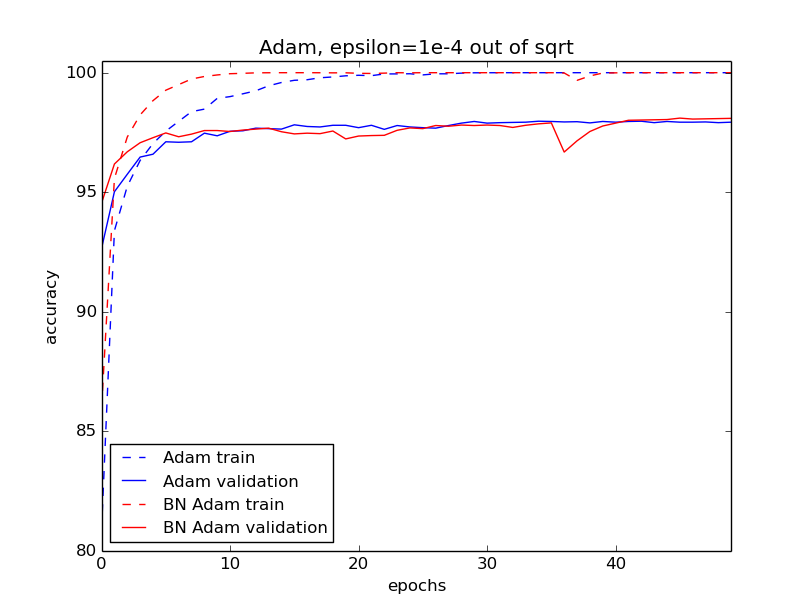 Adam, epsilon=1e-4 out of sqrt
100
95
90
85
80
accuracy
0
10
20
30
40
epochs
Adam train
Adam validation
BN Adam train
BN Adam validation